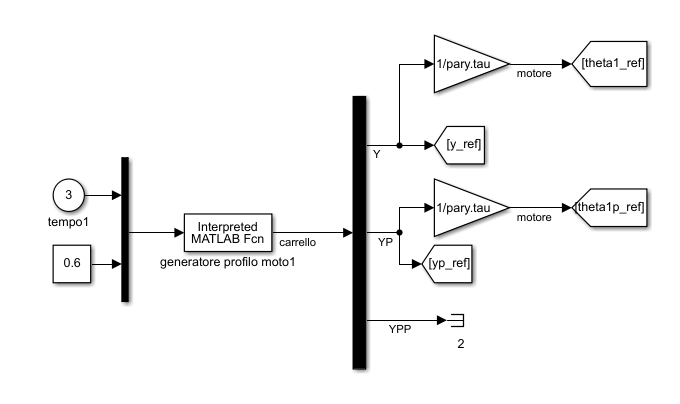 1/pary.tau
motore
[theta1_ref]
Y
[y_ref]
3
tempo1
Interpreted
MATLAB Fcn
carrello
generatore profilo moto1
0.6
1/pary.tau
motore
[theta1p_ref]
YP
[yp_ref]
YPP
2